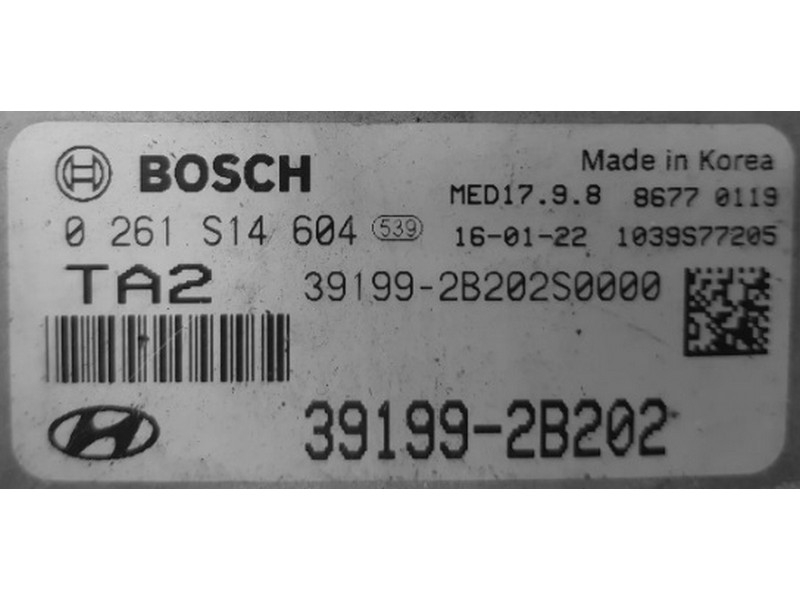 BOSCH
Made in Korea
MED17.9.8 8677 0119
0 261 S14 604 539 16-01-22 1039S77205
TA2 39199-2B202S0000
39199-2B202